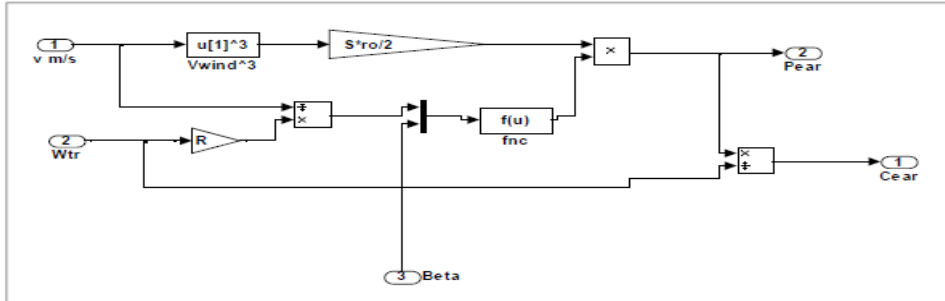 1
v m/s
u[1]^3
Vwind^3
S*ro/2
×
2
Pear
÷
×
f(u)
fnc
2
Wtr
R
×
÷
1
Cear
3
Beta